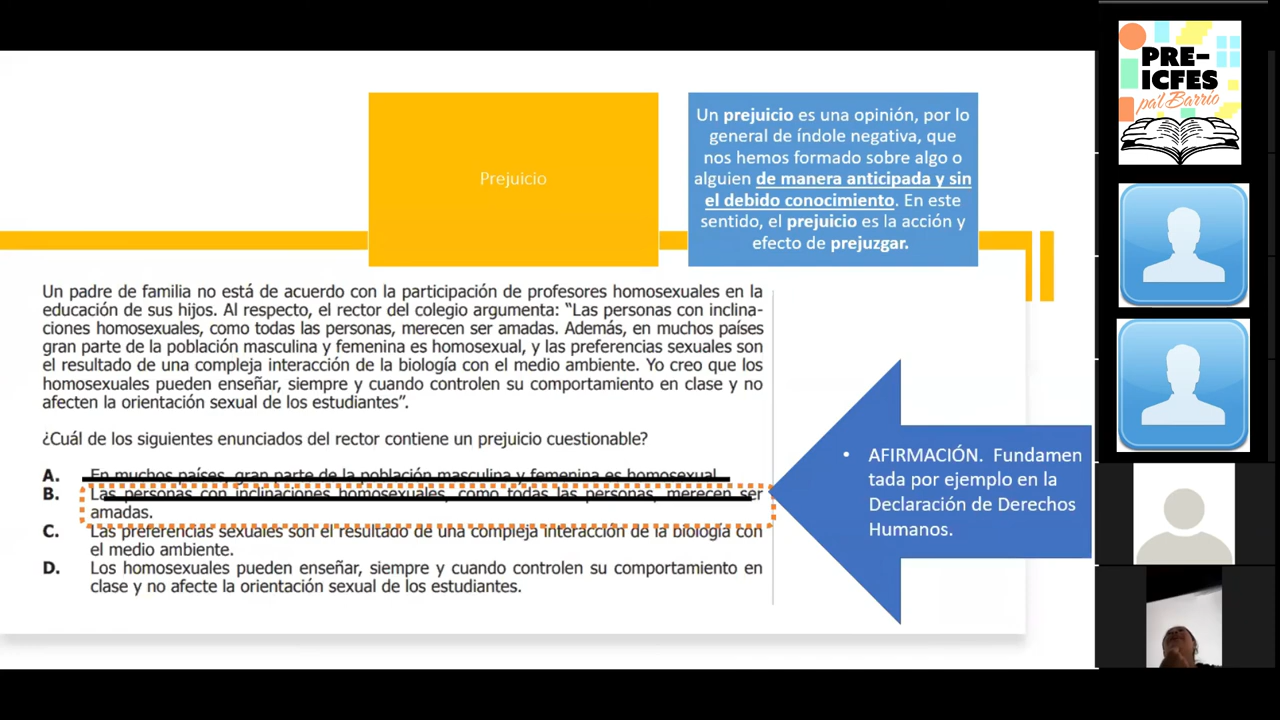 PRE-
ICFES
pa'l Barrio
Prejuicio
Un prejuicio es una opinión, por lo
general de índole negativa, que
nos hemos formado sobre algo o
alguien de manera anticipada y sin
el debido conocimiento. En este
sentido, el prejuicio es la acción y
efecto de prejuzgar.
Un padre de familia no está de acuerdo con la participación de profesores homosexuales en la
educación de sus hijos. Al respecto, el rector del colegio argumenta: “Las personas con inclina-
ciones homosexuales, como todas las personas, merecen ser amadas. Además, en muchos países
gran parte de la población masculina y femenina es homosexual, y las preferencias sexuales son
el resultado de una compleja interacción de la biología con el medio ambiente. Yo creo que los
homosexuales pueden enseñar, siempre y cuando controlen su comportamiento en clase y no
afecten la orientación sexual de los estudiantes”.
¿Cuál de los siguientes enunciados del rector contiene un prejuicio cuestionable?
A. En muchos países, gran parte de la población masculina y femenina es homosexual.
B. Las personas con inclinaciones homosexuales, como todas las personas, merecen ser
amadas.
C. Las preferencias sexuales son el resultado de una compleja interacción de la biología con
el medio ambiente.
D. Los homosexuales pueden enseñar, siempre y cuando controlen su comportamiento en
clase y no afecte la orientación sexual de los estudiantes.
• AFIRMACIÓN. Fundamen
tada por ejemplo en la
Declaración de Derechos
Humanos.